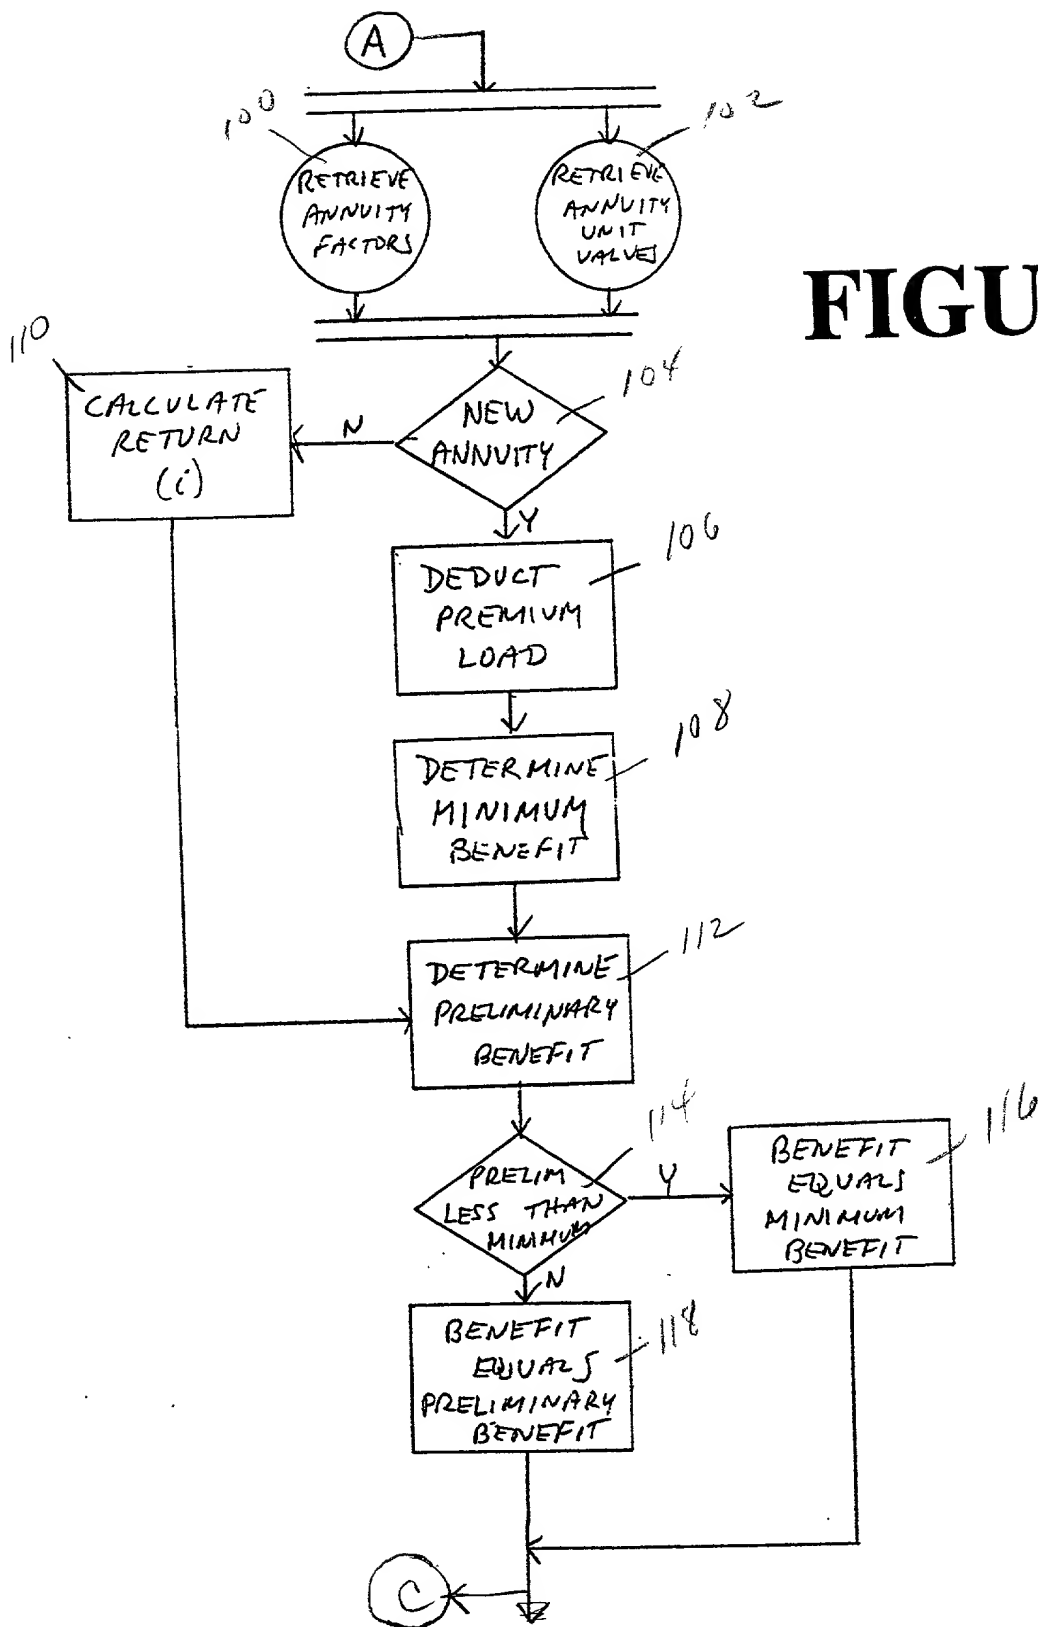 A
100
102
RETRIEVE
ANNUITY
FACTORS
RETRIEVE
ANNUITY
UNIT
VALUES
FIGU
110
104
CALCULATE
RETURN
(i)
N
NEW
ANNUITY
Y
106
DEDUCT
PREMIUM
LOAD
108
DETERMINE
MINIMUM
BENEFIT
112
DETERMINE
PRELIMINARY
BENEFIT
114
116
PRELIM
LESS THAN
MINIMUM
Y
BENEFIT
EQUALS
MINIMUM
BENEFIT
N
118
BENEFIT
EQUALS
PRELIMINARY
BENEFIT
C